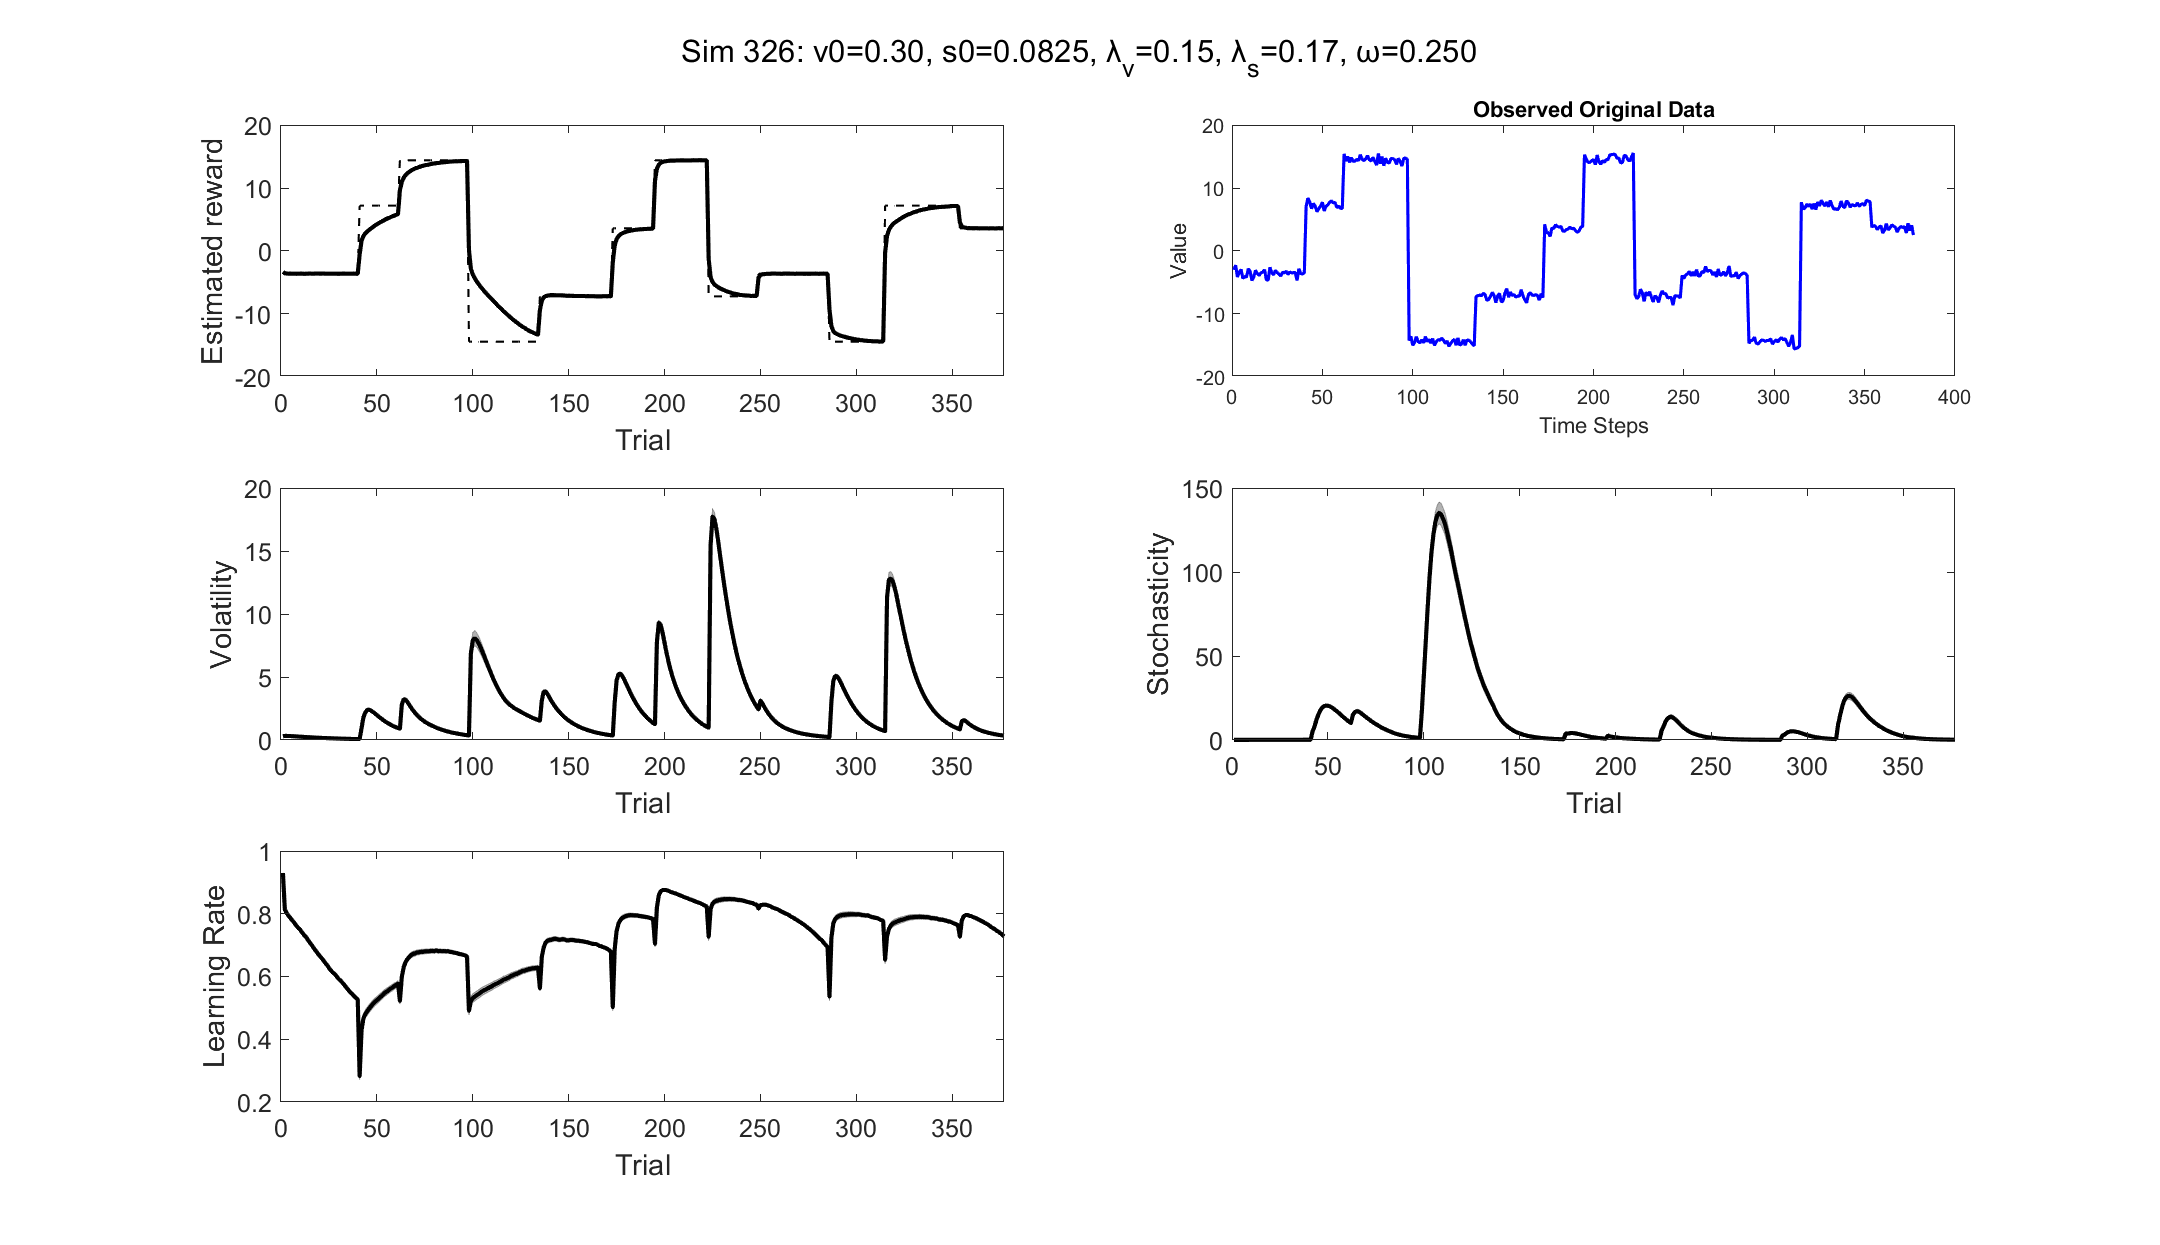 Sim 326: v0=0.30, s0=0.0825, λv=0.15, λs=0.17, ω=0.250
Estimated reward
20
10
0
-10
-20
0 50 100 150 200 250 300 350
Trial
Observed Original Data
Value
20
10
0
-10
-20
0 50 100 150 200 250 300 350 400
Time Steps
Volatility
20
15
10
5
0
0 50 100 150 200 250 300 350
Trial
Stochasticity
150
100
50
0
0 50 100 150 200 250 300 350
Trial
Learning Rate
1
0.8
0.6
0.4
0.2
0 50 100 150 200 250 300 350
Trial